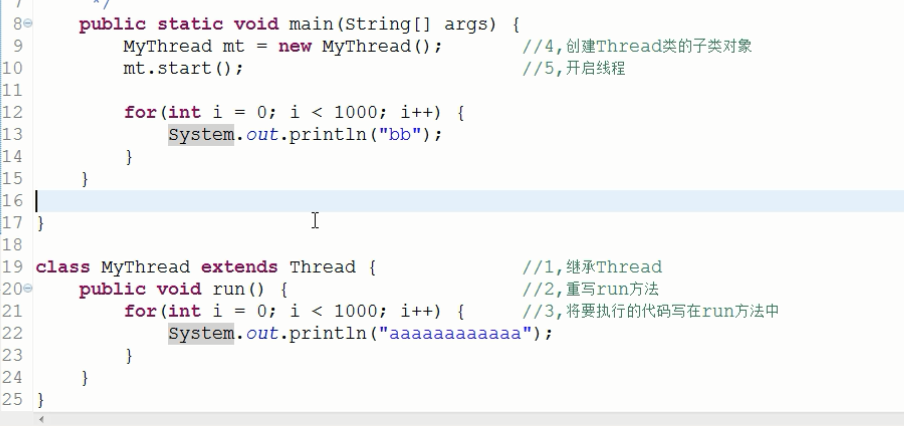 7 */
8 public static void main(String[] args) {
9 MyThread mt = new MyThread(); //4,创建Thread类的子类对象
10 mt.start(); //5,开启线程
11
12 for(int i = 0; i < 1000; i++) {
13 System.out.println("bb");
14 }
15 }
16
17 }
18
19 class MyThread extends Thread { //1,继承Thread
20 public void run() { //2,重写run方法
21 for(int i = 0; i < 1000; i++) { //3,将要执行的代码写在run方法中
22 System.out.println("aaaaaaaaaaaa");
23 }
24 }
25 }